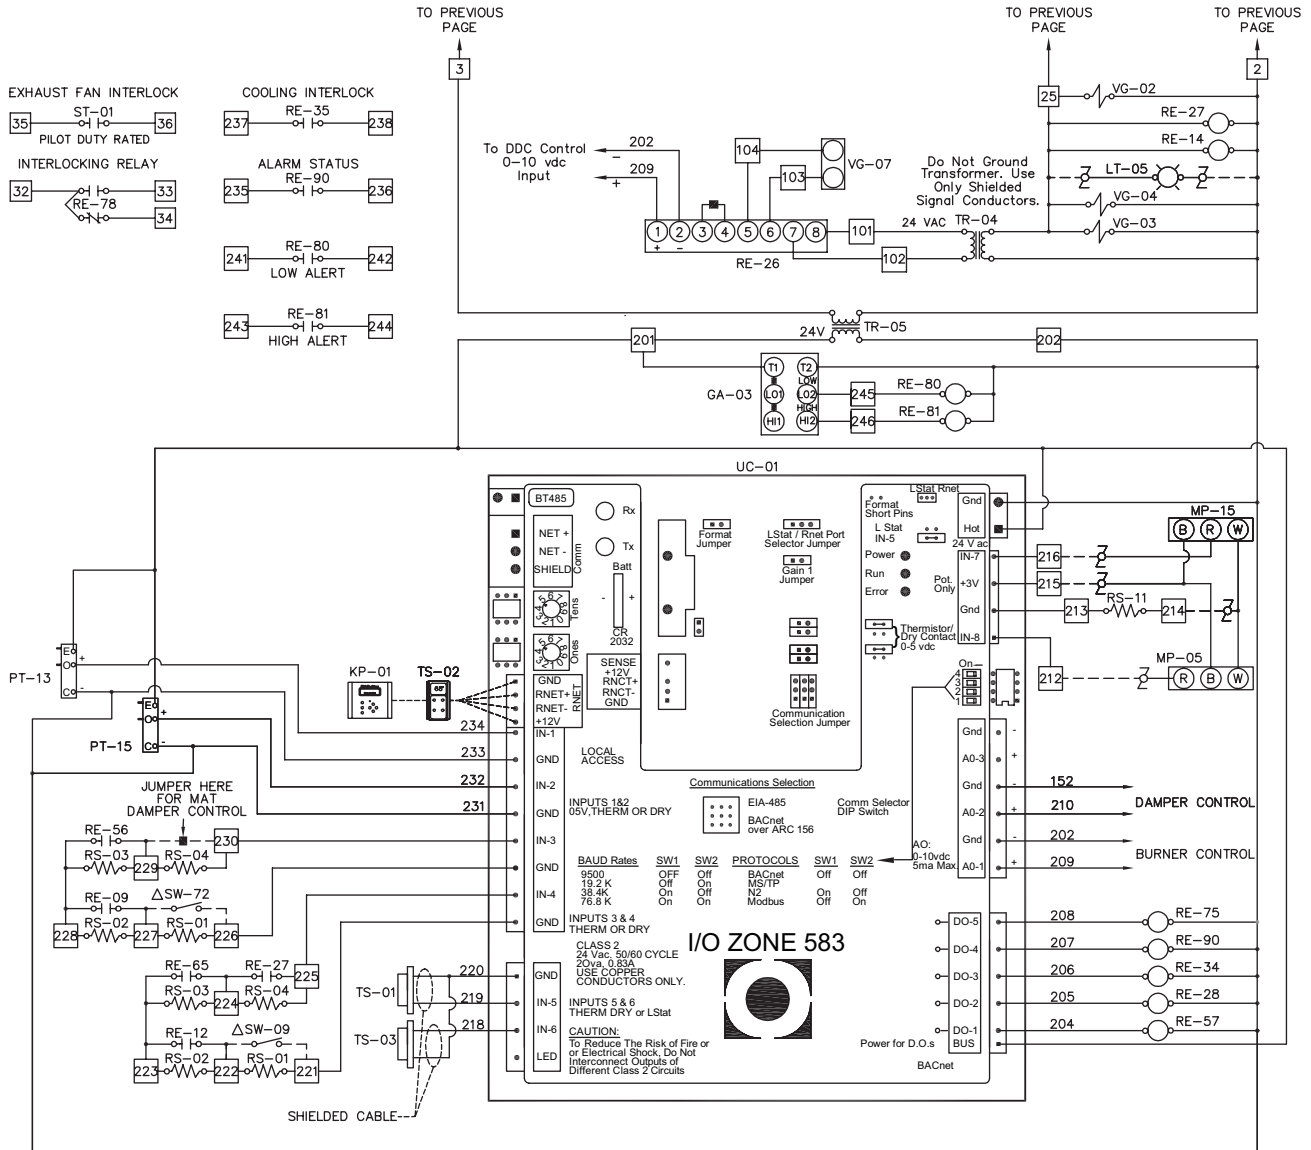 TO PREVIOUS
PAGE
TO PREVIOUS
PAGE
TO PREVIOUS
PAGE
3
25
2
EXHAUST FAN INTERLOCK
35
ST-01
36
PILOT DUTY RATED
INTERLOCKING RELAY
32
33
RE-78
34
COOLING INTERLOCK
237
RE-35
238
ALARM STATUS
235
RE-90
236
241
RE-80
242
LOW ALERT
243
RE-81
244
HIGH ALERT
To DDC Control
0-10 vdc
Input
202
-
209
+
104
103
VG-07
1 2 3 4 5 6 7 8
+ -
RE-26
101
102
24 VAC
TR-04
Do Not Ground
Transformer. Use
Only Shielded
Signal Conductors.
VG-02
RE-27
RE-14
LT-05
VG-04
VG-03
201
24V
TR-05
202
GA-03
T1 T2
LOW
LO1 LO2
HIGH
HI1 HI2
245
RE-80
246
RE-81
UC-01
BT485
NET +
NET -
SHIELD
Comm
Rx
Tx
Batt
- +
CR
2032
Tens
Ones
Format
Jumper
LStat / Rnet Port
Selector Jumper
Gain 1
Jumper
SENSE
+12V
RNCT+
RNCT-
GND
Communication
Selection Jumper
LStat Rnet
Format
Short Pins
L Stat
IN-5
Power
Run
Error
Thermistor/
Dry Contact
0-5 vdc
Gnd
Hot
24 V ac
IN-7
+3V
Pot.
Only
Gnd
IN-8
On
4
3
2
1
216
215
213
RS-11
214
212
MP-15
B R W
MP-05
R B W
PT-13
E
O +
C -
PT-15
E
O +
C -
KP-01
TS-02
68°
GND
RNET+
RNET-
+12V
RNET
234
IN-1
233
GND
LOCAL
ACCESS
232
IN-2
231
GND
INPUTS 1&2
05V,THERM OR DRY
IN-3
GND
IN-4
GND
INPUTS 3 & 4
THERM OR DRY
JUMPER HERE
FOR MAT
DAMPER CONTROL
RE-56
230
RS-03
229
RS-04
RE-09
△SW-72
228
RS-02
227
RS-01
226
RE-65
RE-27
225
RS-03
224
RS-04
RE-12
△SW-09
223
RS-02
222
RS-01
221
TS-01
TS-03
220
219
218
SHIELDED CABLE
GND
IN-5
IN-6
LED
CLASS 2
24 Vac. 50/60 CYCLE
20va, 0.83A
USE COPPER
CONDUCTORS ONLY.
INPUTS 5 & 6
THERM DRY or LStat
CAUTION:
To Reduce The Risk of Fire or
or Electrical Shock, Do Not
Interconnect Outputs of
Different Class 2 Circuits
Communications Selection
EIA-485
BACnet
over ARC 156
Comm Selector
DIP Switch
BAUD Rates SW1 SW2 PROTOCOLS SW1 SW2
9500 OFF Off BACnet Off Off
19.2 K Off On MS/TP
38.4K On Off N2 On Off
76.8 K On On Modbus Off On
I/O ZONE 583
AO:
0-10vdc
5ma Max.
Gnd -
A0-3 +
Gnd - 152
A0-2 + 210
DAMPER CONTROL
Gnd - 202
A0-1 + 209
BURNER CONTROL
DO-5 208 RE-75
DO-4 207 RE-90
DO-3 206 RE-34
DO-2 205 RE-28
DO-1 204 RE-57
Power for D.O.s BUS
BACnet